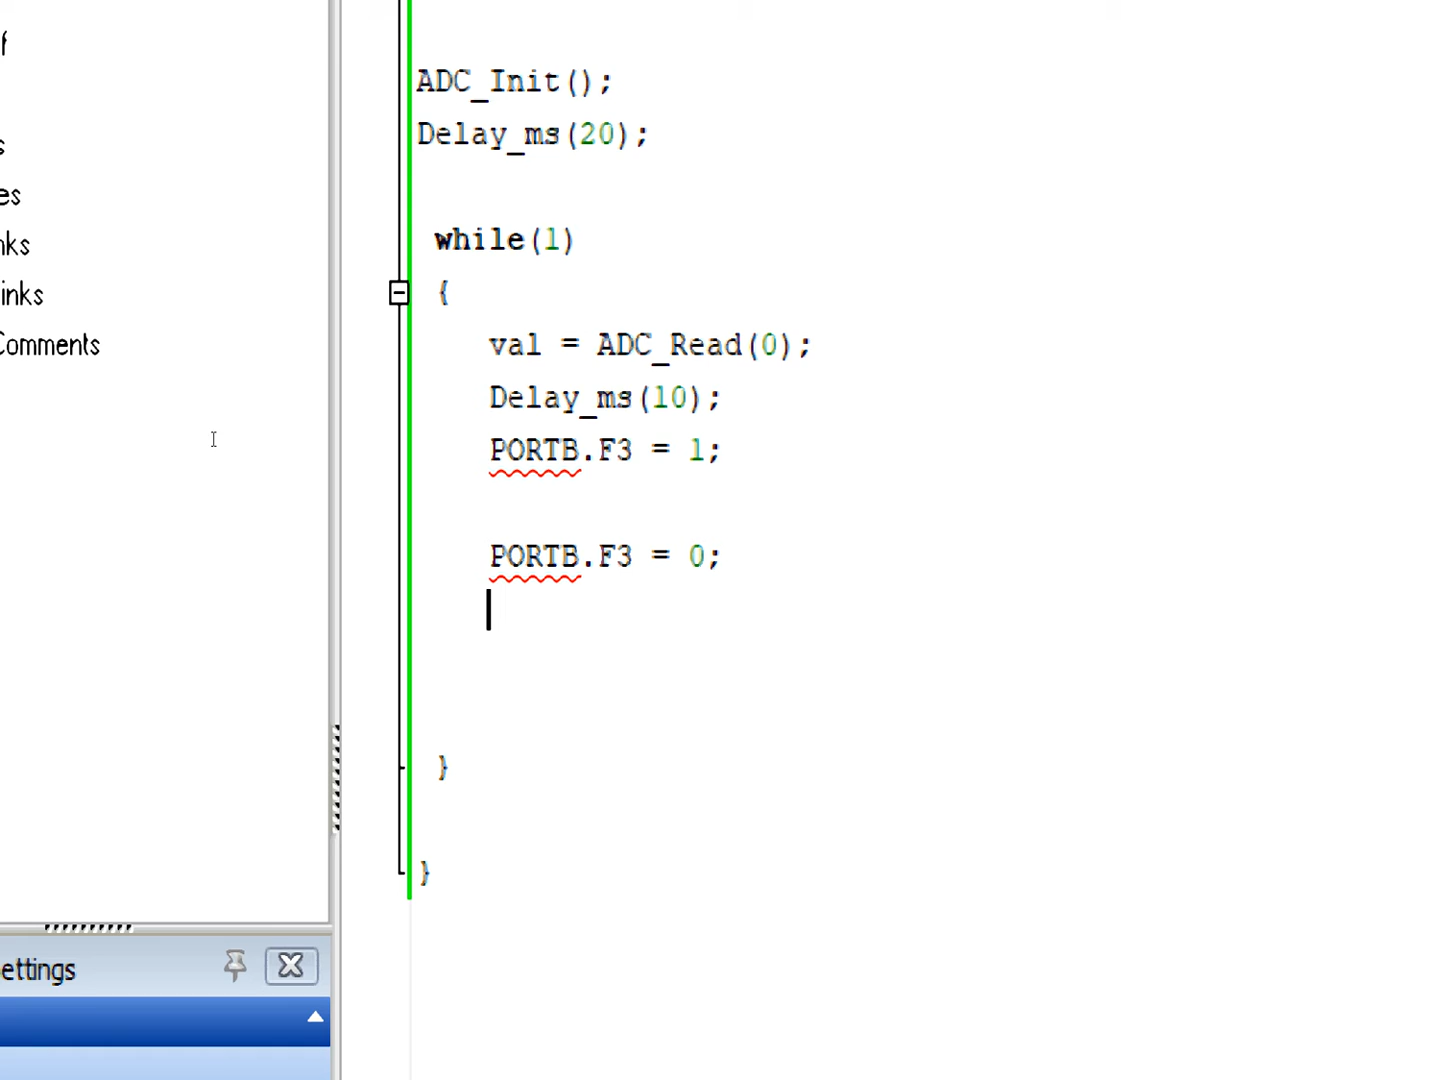 f
s
es
nks
inks
Comments
ettings
ADC_Init();
Delay_ms(20);
while(1)
{
val = ADC_Read(0);
Delay_ms(10);
PORTB.F3 = 1;
PORTB.F3 = 0;
}
}